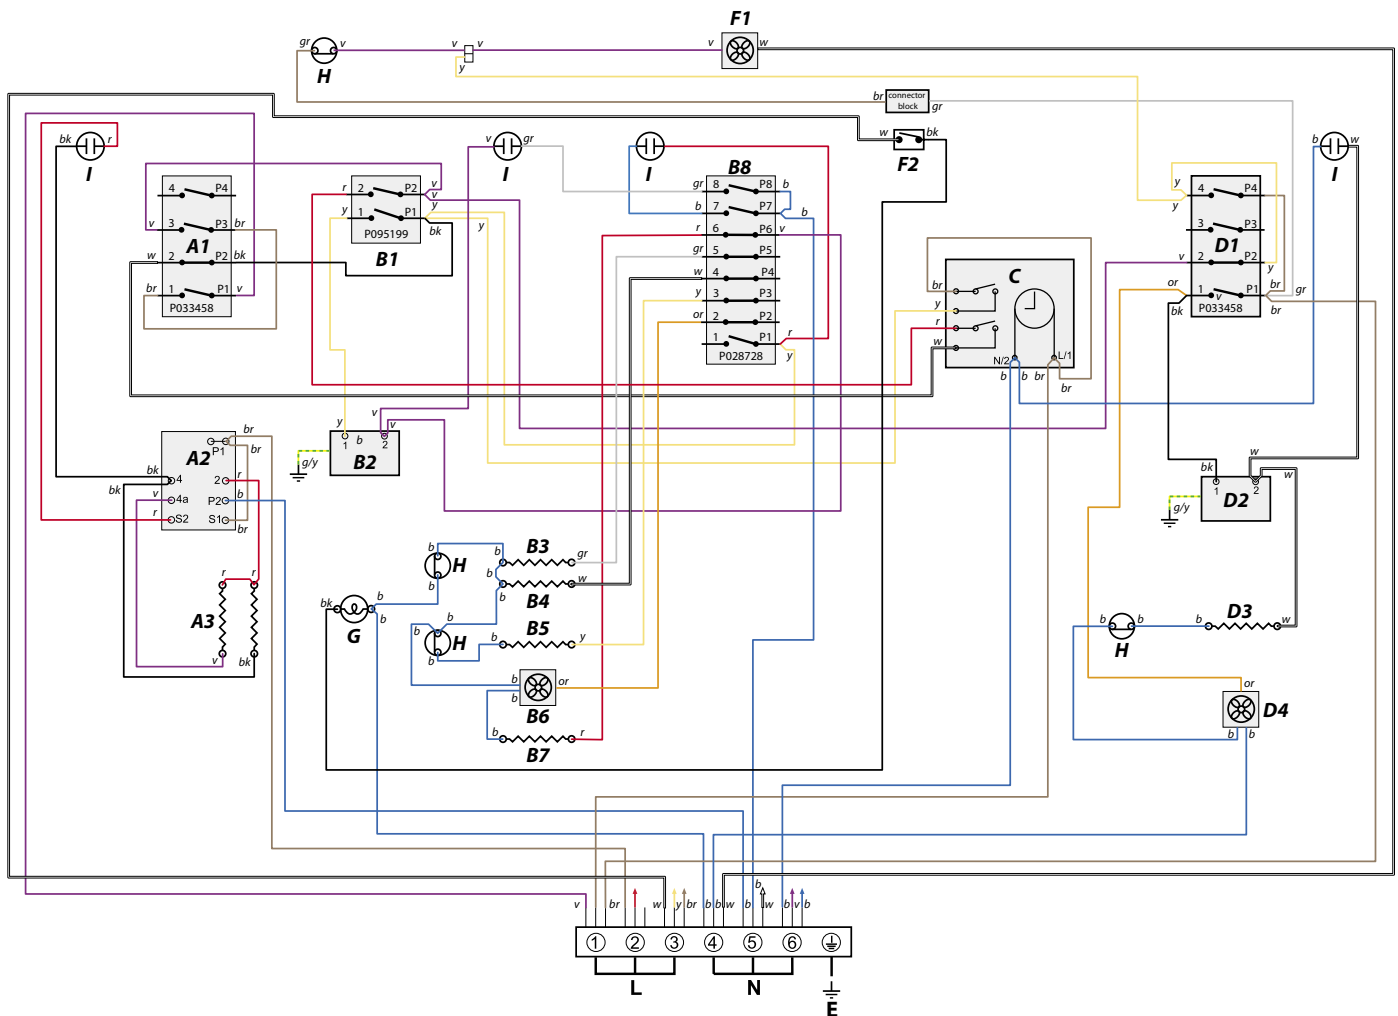 F1
gr v v v v w
H y
br connector block gr
w bk
F2
bk r
I
v gr
I
I
b w
I
B8
4 P4
v 3 P3 br
A1
w 2 P2 bk
br 1 P1 v
P033458
r 2 P2 v
v
y 1 P1 y
y
bk
P095199
B1
gr 8 P8 b
b 7 P7 b
r 6 P6 v
gr 5 P5
w 4 P4
y 3 P3
or 2 P2
1 P1 r
y
P028728
C
br
y
r
w
N/2 L/1
b b br br
y
y
4 P4
3 P3
D1
v 2 P2 y
or 1 v P1 br
gr
bk br
P033458
br
P1 br
A2
bk 4 2 r
bk
v 4a P2 b
r S2 S1
br
y v v
1 b 2
g/y
B2
w
bk w
1 2
g/y
D2
r r
A3
v bk
b H
b
b
B3 gr
w
B4
bk b
b
G
b b
H
b
b B5 y
b or
b
B6
b r
B7
b b b D3 w
H
or
D4
b b
v br w y br b b w b b w b v b
1 2 3 4 5 6
L N
E